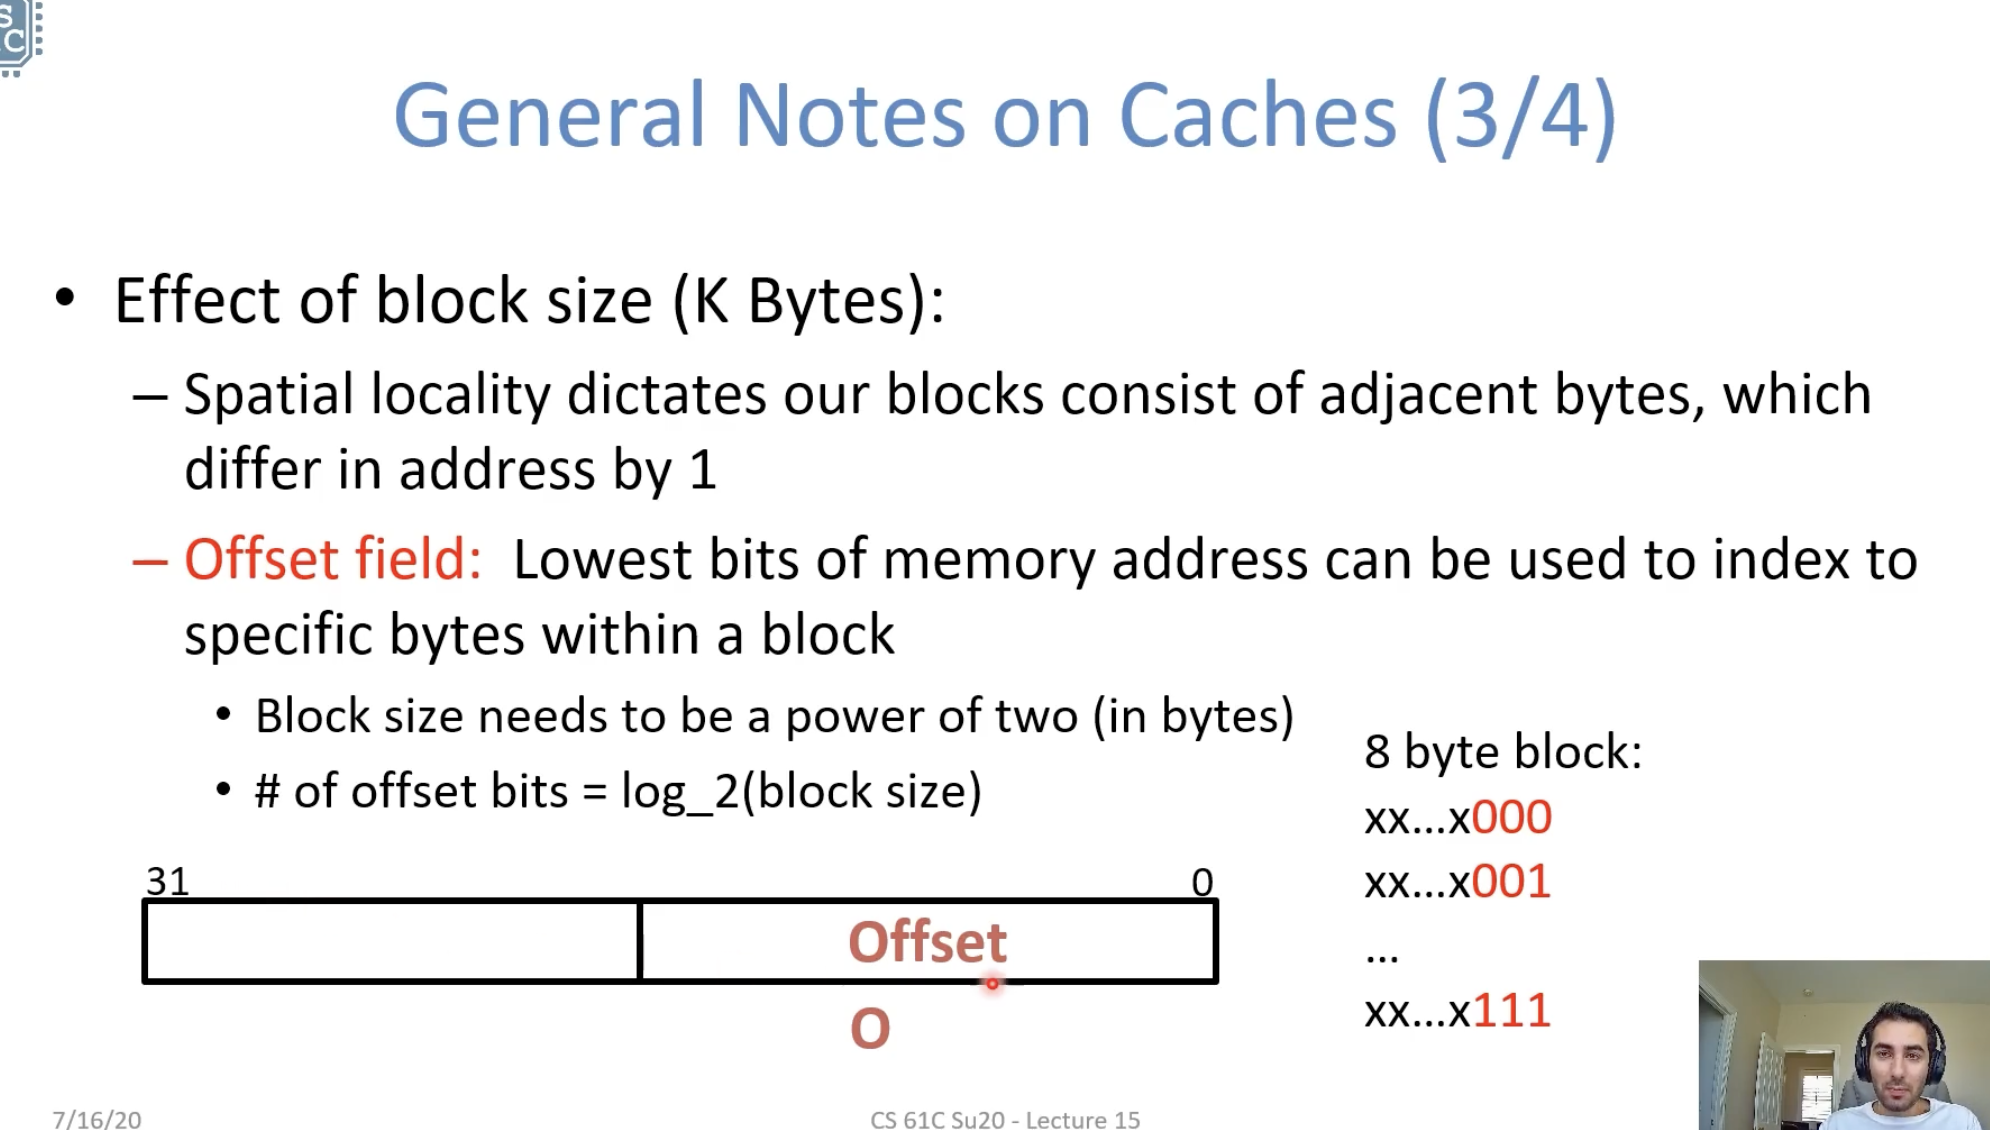 S
C
General Notes on Caches (3/4)
• Effect of block size (K Bytes):
– Spatial locality dictates our blocks consist of adjacent bytes, which
differ in address by 1
– Offset field: Lowest bits of memory address can be used to index to
specific bytes within a block
• Block size needs to be a power of two (in bytes)
• # of offset bits = log_2(block size)
31
0
Offset
O
8 byte block:
xx...x000
xx...x001
...
xx...x111
7/16/20
CS 61C Su20 - Lecture 15